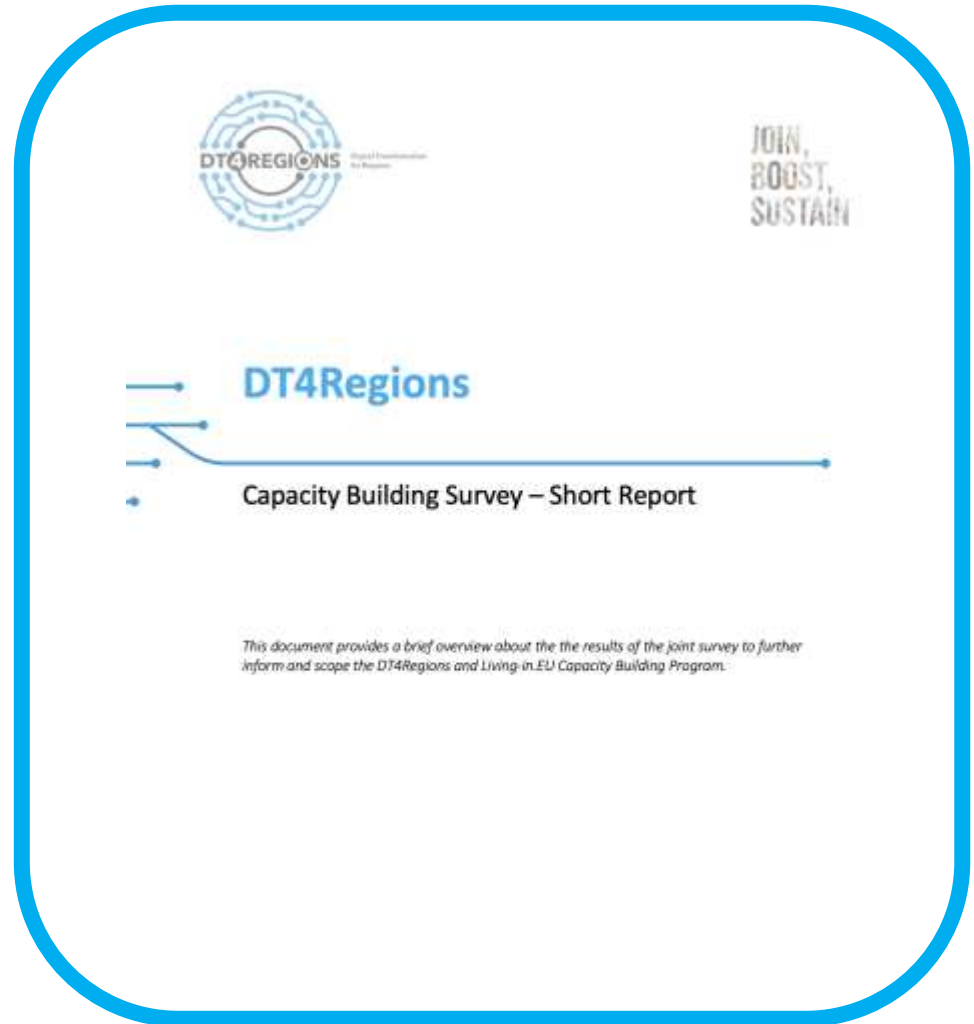 DT4REGIONS
JOIN,
BOOST,
SUSTAIN
DT4Regions
Capacity Building Survey – Short Report
This document provides a brief overview about the the results of the joint survey to further
inform and scope the DT4Regions and Living-in.EU Capacity Building Program.